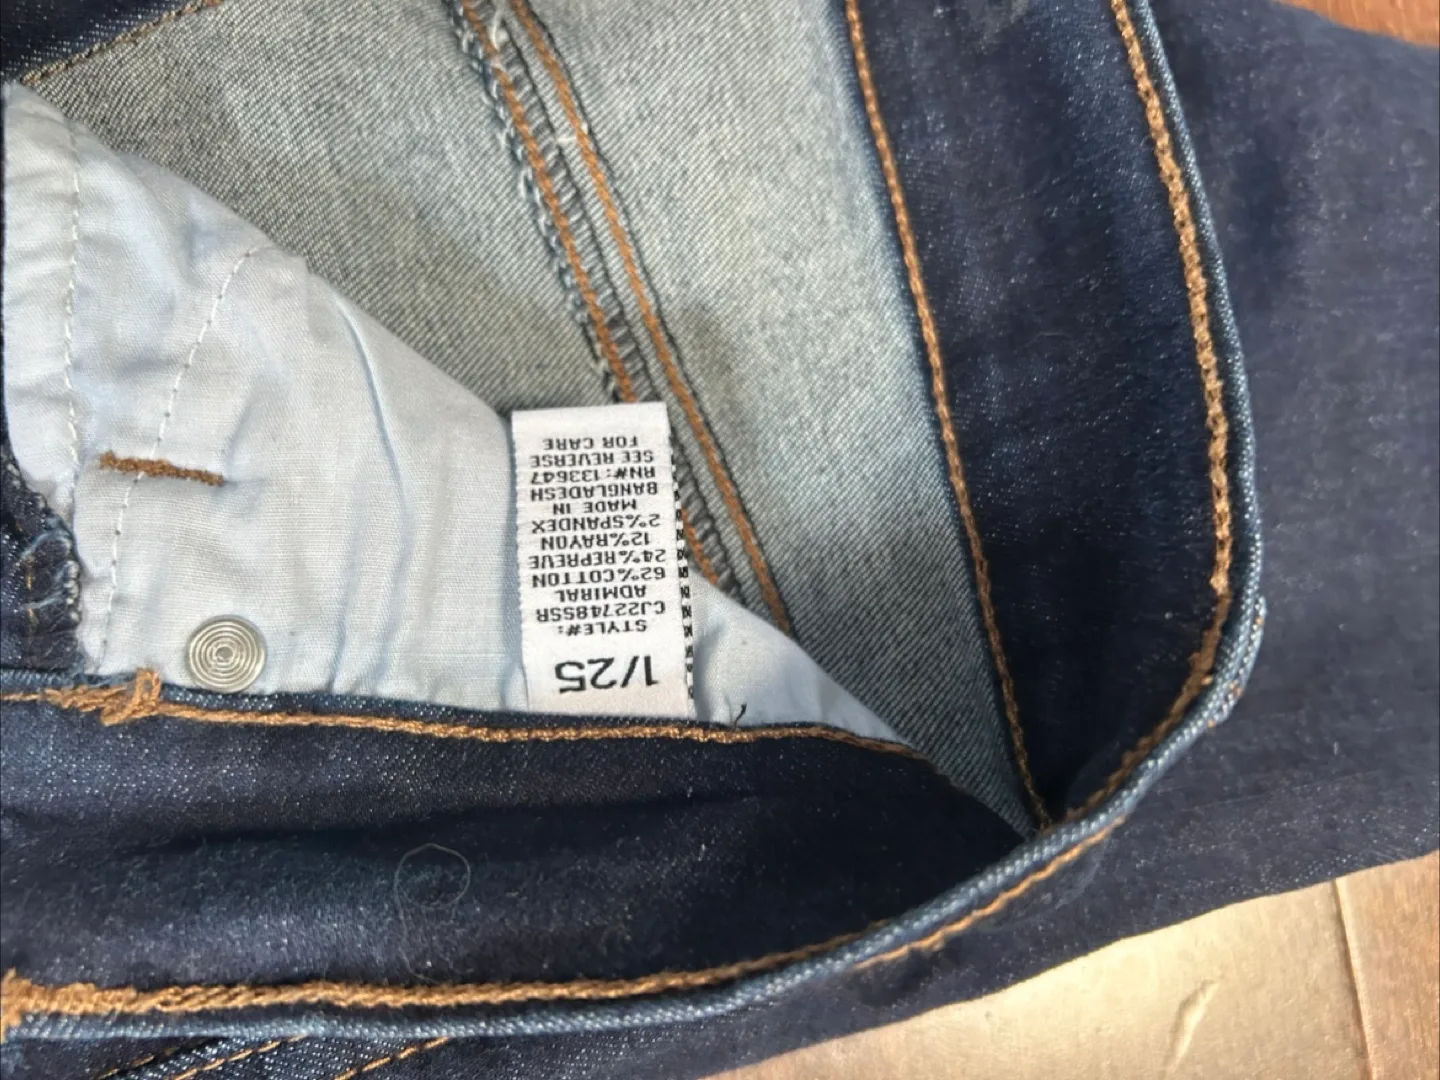 1/25
STYLE#:
CJ22748SSR
ADMIRAL
62%COTTON
24%REPREVE
12%RAYON
2%SPANDEX
MADE IN
BANGLADESH
RN#:133647
SEE REVERSE
FOR CARE